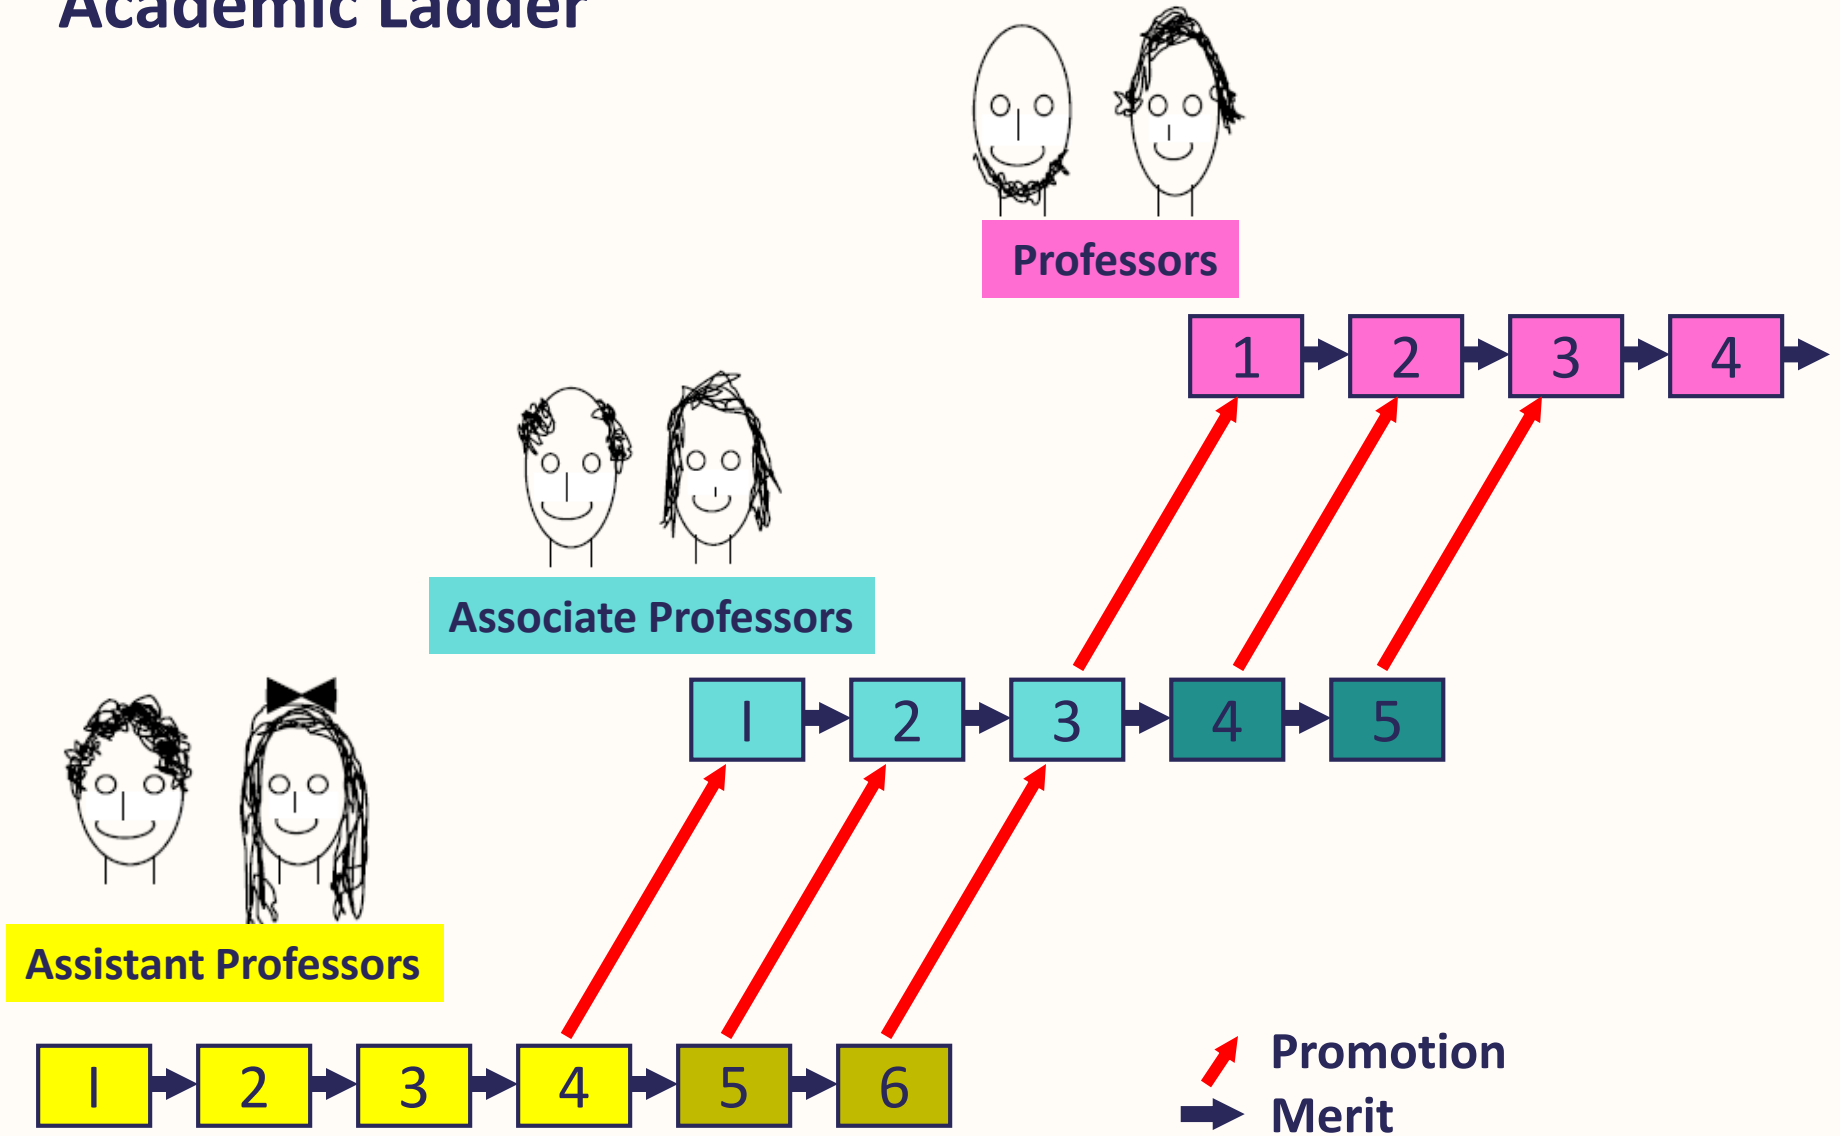 Academic Ladder
Professors
1 2 3 4
Associate Professors
I 2 3 4 5
Assistant Professors
I 2 3 4 5 6
Promotion
Merit